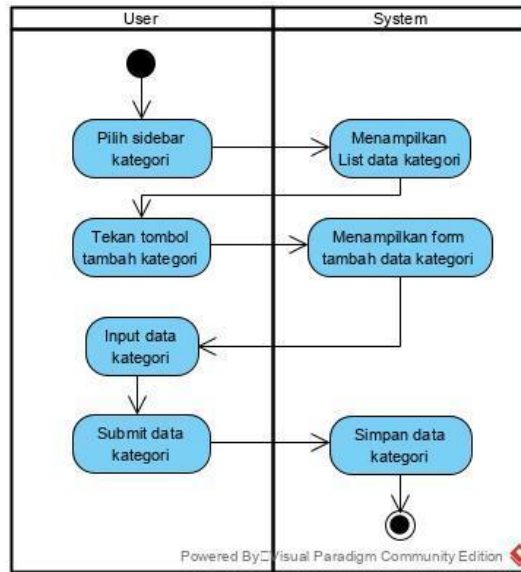 User
System
Pilih sidebar
kategori
Menampilkan
List data kategori
Tekan tombol
tambah kategori
Menampilkan form
tambah data kategori
Input data
kategori
Submit data
kategori
Simpan data
kategori
Powered By□Visual Paradigm Community Edition